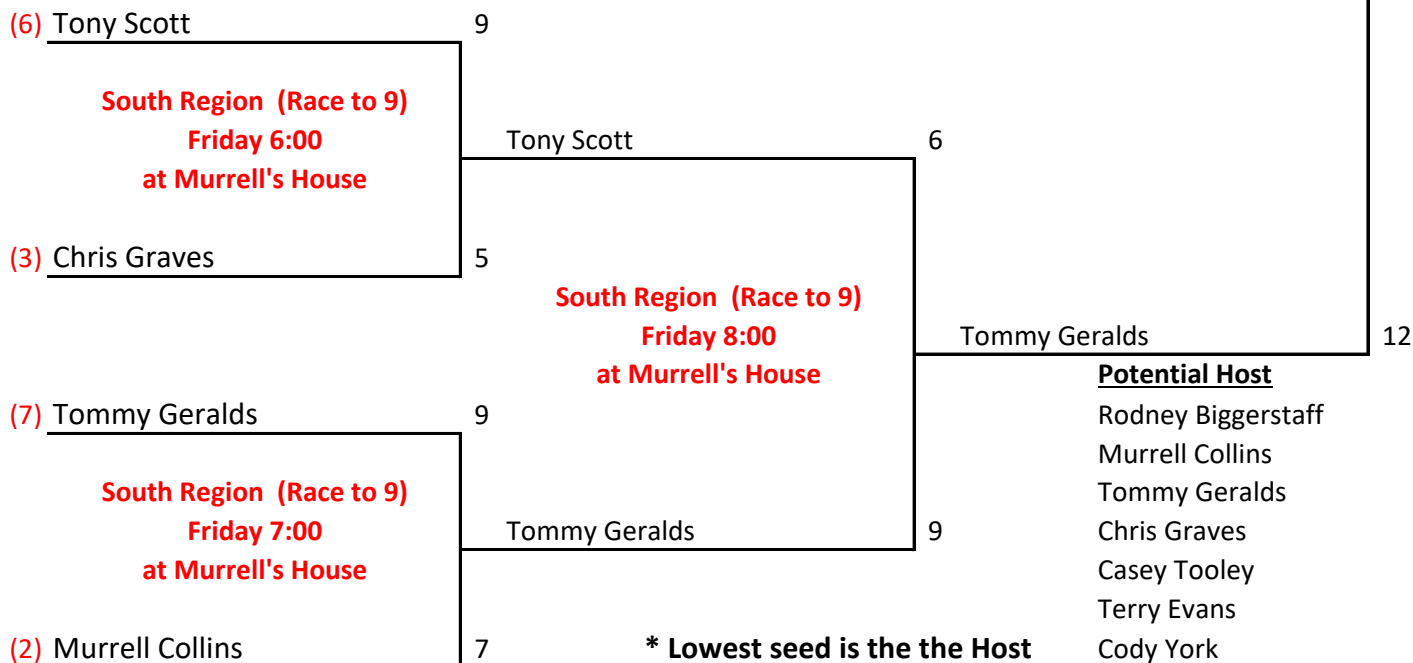 (6) Tony Scott 9
South Region (Race to 9)
Friday 6:00
at Murrell's House
Tony Scott 6
(3) Chris Graves 5
South Region (Race to 9)
Friday 8:00
at Murrell's House
Tommy Geralds 12
Potential Host
(7) Tommy Geralds 9
Rodney Biggerstaff
Murrell Collins
South Region (Race to 9)
Friday 7:00
at Murrell's House
Tommy Geralds
Tommy Geralds 9
Chris Graves
Casey Tooley
Terry Evans
(2) Murrell Collins 7
* Lowest seed is the the Host
Cody York